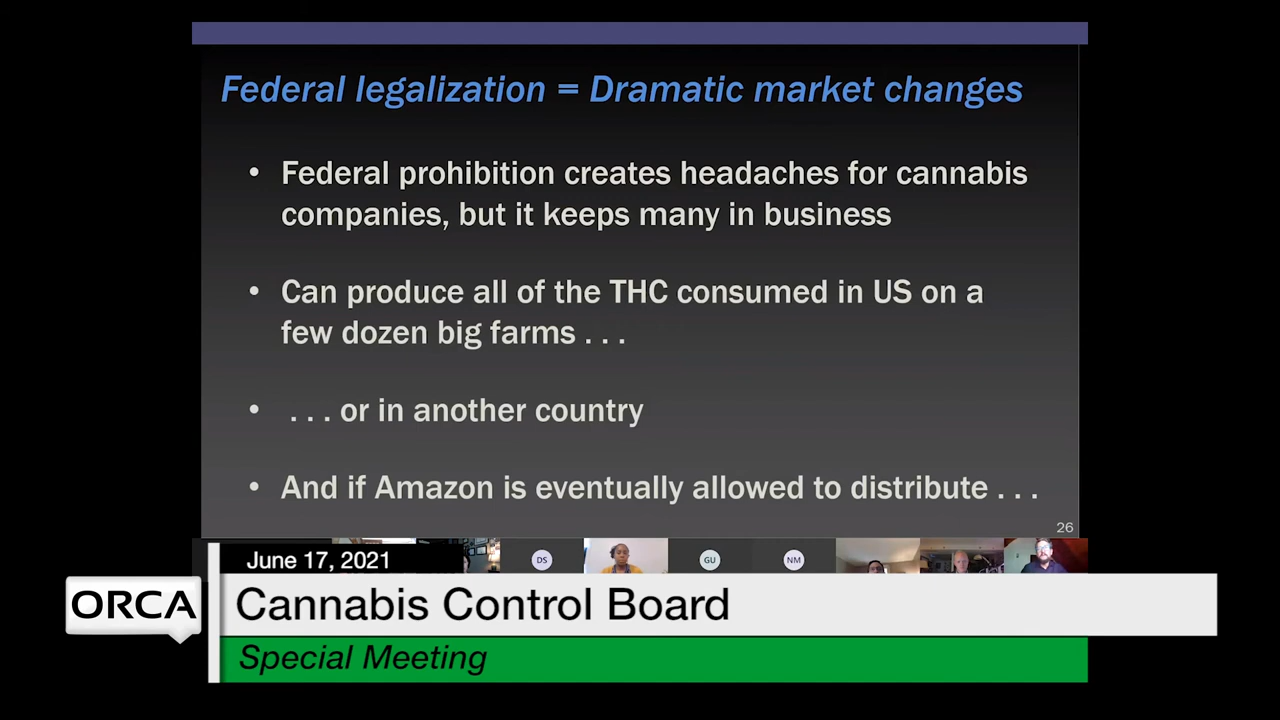 Federal legalization = Dramatic market changes
• Federal prohibition creates headaches for cannabis
companies, but it keeps many in business
• Can produce all of the THC consumed in US on a
few dozen big farms . . .
• . . . or in another country
• And if Amazon is eventually allowed to distribute . . .
26
DS
GU
NM
June 17, 2021
ORCA
Cannabis Control Board
Special Meeting